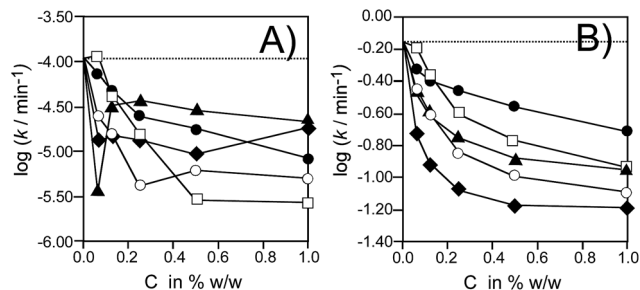 A)
log (k / min-1)
-3.50
-4.00
-4.50
-5.00
-5.50
-6.00
0.0 0.2 0.4 0.6 0.8 1.0
C in % w/w
B)
log (k / min-1)
0.00
-0.20
-0.40
-0.60
-0.80
-1.00
-1.20
-1.40
0.0 0.2 0.4 0.6 0.8 1.0
C in % w/w